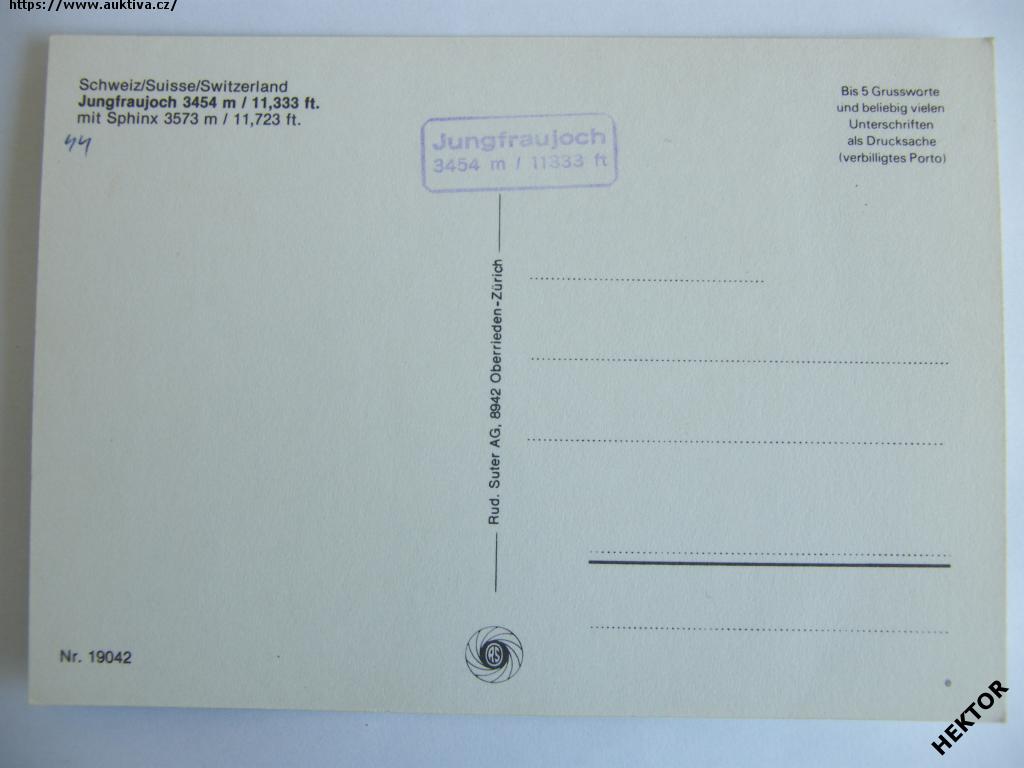 https://www.auktiva.cz/
Schweiz/Suisse/Switzerland
Jungfraujoch 3454 m / 11,333 ft.
mit Sphinx 3573 m / 11,723 ft.
44
Jungfraujoch
3454 m / 11333 ft
Bis 5 Grussworte
und beliebig vielen
Unterschriften
als Drucksache
(verbilligtes Porto)
Rud. Suter AG, 8942 Oberrieden-Zürich
RS
Nr. 19042
HEKTOR